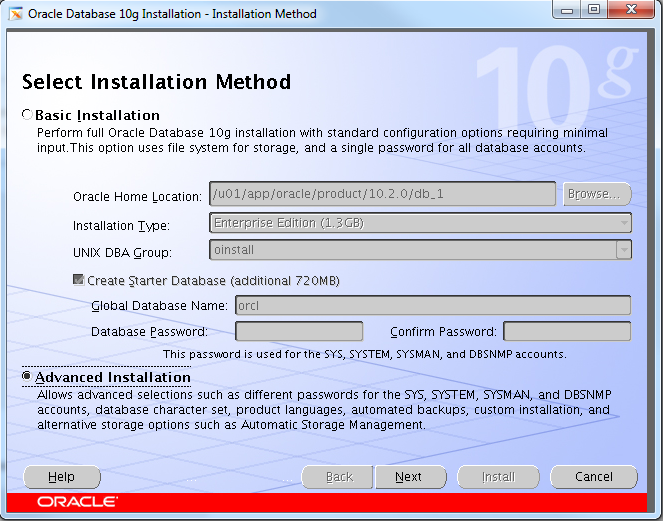 Oracle Database 10g Installation - Installation Method
10g
Select Installation Method
Basic Installation
Perform full Oracle Database 10g installation with standard configuration options requiring minimal
input.This option uses file system for storage, and a single password for all database accounts.
Oracle Home Location: /u01/app/oracle/product/10.2.0/db_1 Browse...
Installation Type: Enterprise Edition (1.3GB)
UNIX DBA Group: oinstall
Create Starter Database (additional 720MB)
Global Database Name: orcl
Database Password: Confirm Password:
This password is used for the SYS, SYSTEM, SYSMAN, and DBSNMP accounts.
Advanced Installation
Allows advanced selections such as different passwords for the SYS, SYSTEM, SYSMAN, and DBSNMP
accounts, database character set, product languages, automated backups, custom installation, and
alternative storage options such as Automatic Storage Management.
Help Back Next Install Cancel
ORACLE